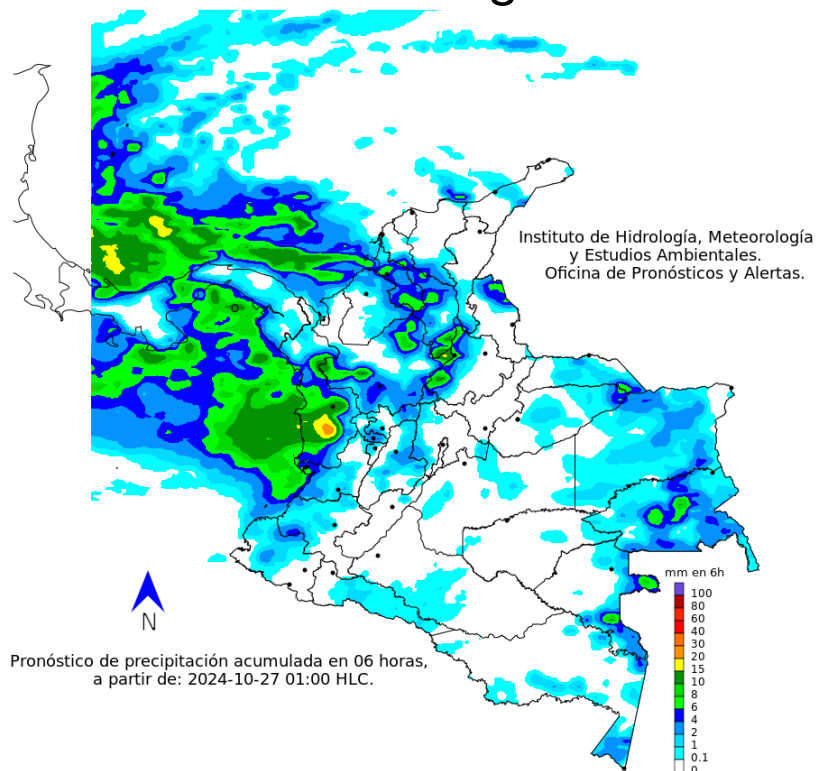 Instituto de Hidrología, Meteorología
y Estudios Ambientales.
Oficina de Pronósticos y Alertas.
mm en 6h
100
80
60
40
30
20
15
10
8
6
4
2
1
0.1
0
N
Pronóstico de precipitación acumulada en 06 horas,
a partir de: 2024-10-27 01:00 HLC.